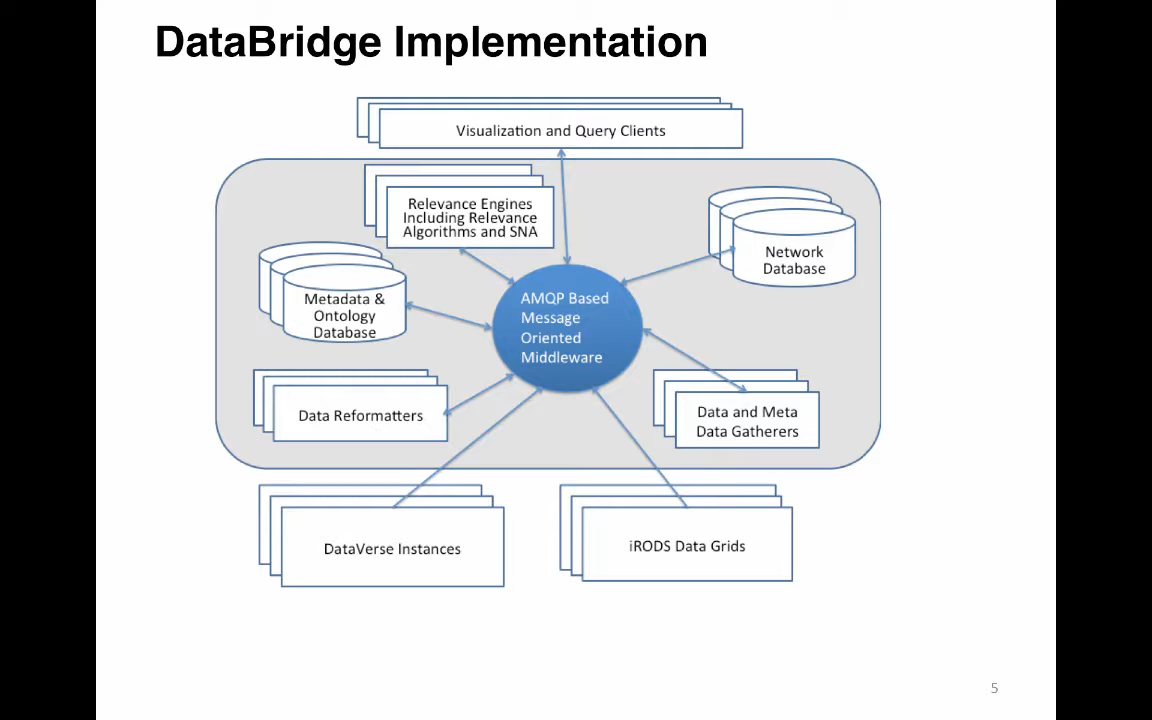 DataBridge Implementation
Visualization and Query Clients
Relevance Engines
Including Relevance
Algorithms and SNA
Network
Database
Metadata &
Ontology
Database
AMQP Based
Message
Oriented
Middleware
Data Reformatters
Data and Meta
Data Gatherers
DataVerse Instances
iRODS Data Grids
5